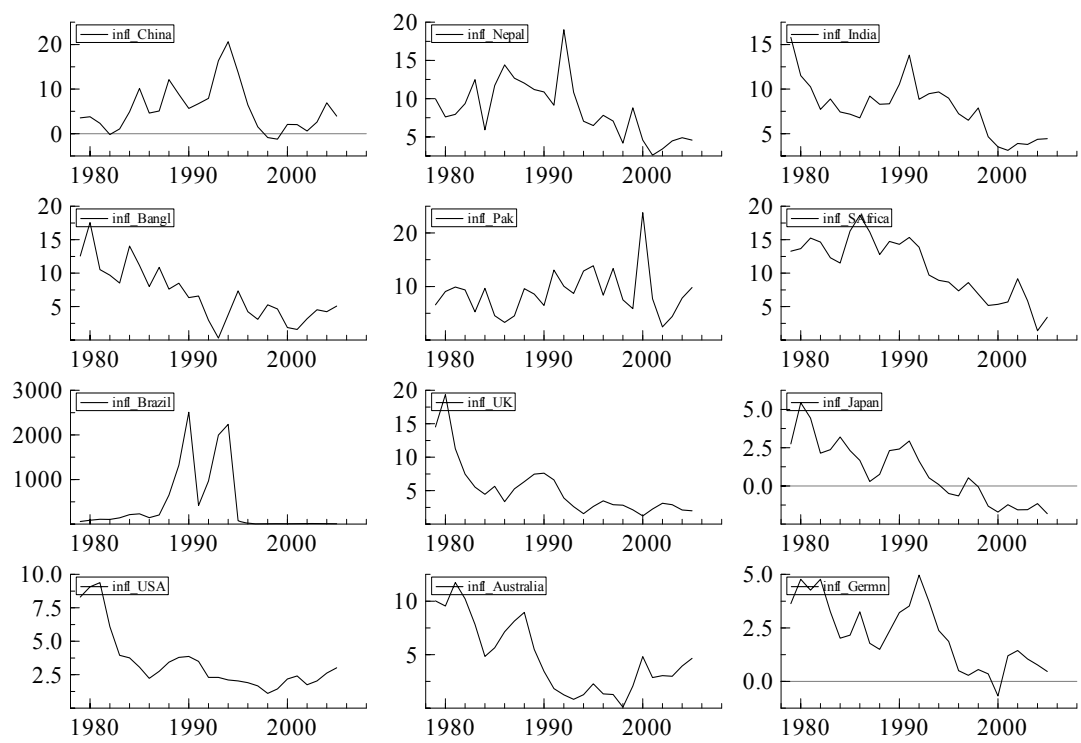 infl_China
20
10
0
1980 1990 2000
infl_Nepal
20
15
10
5
1980 1990 2000
infl_India
15
10
5
1980 1990 2000
infl_Bangl
20
15
10
5
1980 1990 2000
infl_Pak
20
10
1980 1990 2000
infl_SAfrica
20
15
10
5
1980 1990 2000
infl_Brazil
3000
2000
1000
1980 1990 2000
infl_UK
20
15
10
5
1980 1990 2000
infl_Japan
5.0
2.5
0.0
1980 1990 2000
infl_USA
10.0
7.5
5.0
2.5
1980 1990 2000
infl_Australia
10
5
1980 1990 2000
infl_Germn
5.0
2.5
0.0
1980 1990 2000